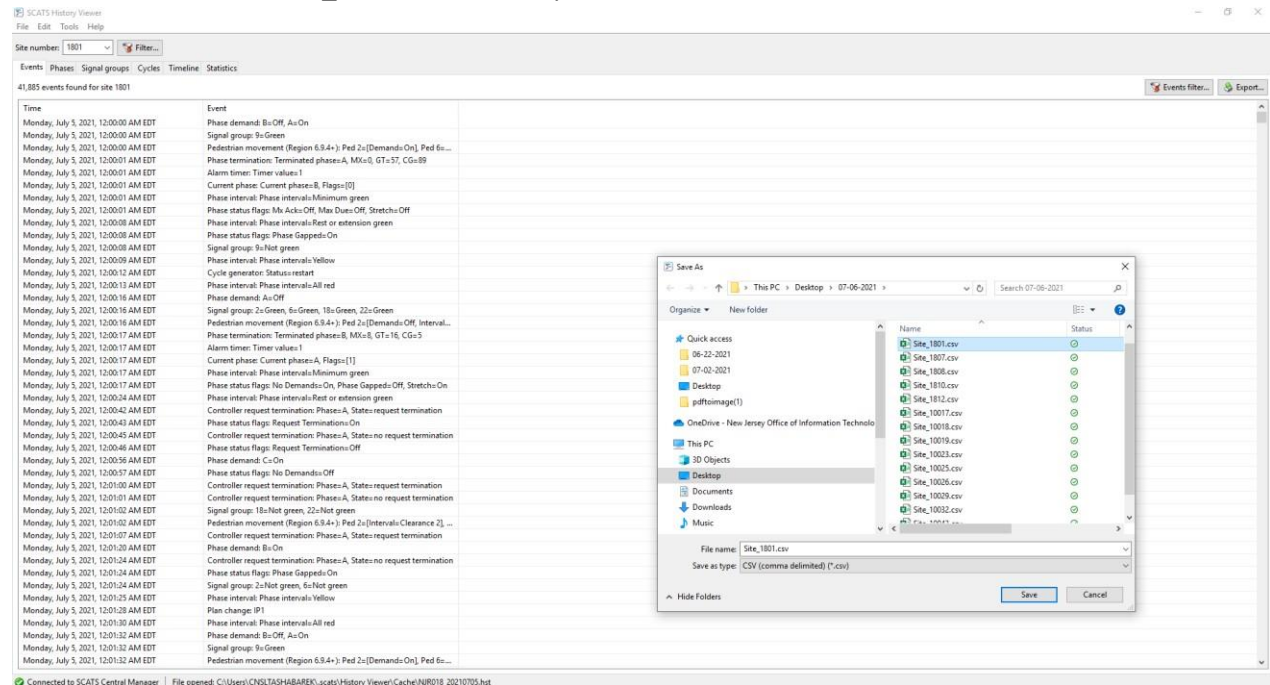 SCATS History Viewer
File Edit Tools Help
Site number: 1801 Filter...
Events Phases Signal groups Cycles Timeline Statistics
41,885 events found for site 1801 Events filter... Export...
Time Event
Monday, July 5, 2021, 12:00:00 AM EDT Phase demand: B=Off, A=On
Monday, July 5, 2021, 12:00:00 AM EDT Signal group: 9=Green
Monday, July 5, 2021, 12:00:00 AM EDT Pedestrian movement (Region 6.9.4+): Ped 2=[Demand=On], Ped 6=...
Monday, July 5, 2021, 12:00:01 AM EDT Phase termination: Terminated phase=A, MX=0, GT=57, CG=89
Monday, July 5, 2021, 12:00:01 AM EDT Alarm timer: Timer value=1
Monday, July 5, 2021, 12:00:01 AM EDT Current phase: Current phase=B, Flags=[0]
Monday, July 5, 2021, 12:00:01 AM EDT Phase interval: Phase interval=Minimum green
Monday, July 5, 2021, 12:00:01 AM EDT Phase status flags: Mx Ack=Off, Max Due=Off, Stretch=Off
Monday, July 5, 2021, 12:00:08 AM EDT Phase interval: Phase interval=Rest or extension green
Monday, July 5, 2021, 12:00:08 AM EDT Phase status flags: Phase Gapped=On
Monday, July 5, 2021, 12:00:08 AM EDT Signal group: 9=Not green
Monday, July 5, 2021, 12:00:09 AM EDT Phase interval: Phase interval=Yellow
Monday, July 5, 2021, 12:00:12 AM EDT Cycle generator: Status=restart
Monday, July 5, 2021, 12:00:13 AM EDT Phase interval: Phase interval=All red
Monday, July 5, 2021, 12:00:16 AM EDT Phase demand: A=Off
Monday, July 5, 2021, 12:00:16 AM EDT Signal group: 2=Green, 6=Green, 18=Green, 22=Green
Monday, July 5, 2021, 12:00:16 AM EDT Pedestrian movement (Region 6.9.4+): Ped 2=[Demand=Off, Interval...
Monday, July 5, 2021, 12:00:17 AM EDT Phase termination: Terminated phase=B, MX=8, GT=16, CG=5
Monday, July 5, 2021, 12:00:17 AM EDT Alarm timer: Timer value=1
Monday, July 5, 2021, 12:00:17 AM EDT Current phase: Current phase=A, Flags=[1]
Monday, July 5, 2021, 12:00:17 AM EDT Phase interval: Phase interval=Minimum green
Monday, July 5, 2021, 12:00:17 AM EDT Phase status flags: No Demands=On, Phase Gapped=Off, Stretch=On
Monday, July 5, 2021, 12:00:24 AM EDT Phase interval: Phase interval=Rest or extension green
Monday, July 5, 2021, 12:00:42 AM EDT Controller request termination: Phase=A, State=request termination
Monday, July 5, 2021, 12:00:43 AM EDT Phase status flags: Request Termination=On
Monday, July 5, 2021, 12:00:45 AM EDT Controller request termination: Phase=A, State=no request termination
Monday, July 5, 2021, 12:00:46 AM EDT Phase status flags: Request Termination=Off
Monday, July 5, 2021, 12:00:56 AM EDT Phase demand: C=On
Monday, July 5, 2021, 12:00:57 AM EDT Phase status flags: No Demands=Off
Monday, July 5, 2021, 12:01:00 AM EDT Controller request termination: Phase=A, State=request termination
Monday, July 5, 2021, 12:01:01 AM EDT Controller request termination: Phase=A, State=no request termination
Monday, July 5, 2021, 12:01:02 AM EDT Signal group: 18=Not green, 22=Not green
Monday, July 5, 2021, 12:01:02 AM EDT Pedestrian movement (Region 6.9.4+): Ped 2=[Interval=Clearance 2], ...
Monday, July 5, 2021, 12:01:07 AM EDT Controller request termination: Phase=A, State=request termination
Monday, July 5, 2021, 12:01:20 AM EDT Phase demand: B=On
Monday, July 5, 2021, 12:01:24 AM EDT Controller request termination: Phase=A, State=no request termination
Monday, July 5, 2021, 12:01:24 AM EDT Phase status flags: Phase Gapped=On
Monday, July 5, 2021, 12:01:24 AM EDT Signal group: 2=Not green, 6=Not green
Monday, July 5, 2021, 12:01:25 AM EDT Phase interval: Phase interval=Yellow
Monday, July 5, 2021, 12:01:28 AM EDT Plan change: IP1
Monday, July 5, 2021, 12:01:30 AM EDT Phase interval: Phase interval=All red
Monday, July 5, 2021, 12:01:32 AM EDT Phase demand: B=Off, A=On
Monday, July 5, 2021, 12:01:32 AM EDT Signal group: 9=Green
Monday, July 5, 2021, 12:01:32 AM EDT Pedestrian movement (Region 6.9.4+): Ped 2=[Demand=On], Ped 6=...
Save As
This PC > Desktop > 07-06-2021 > Search 07-06-2021
Organize New folder
Quick access
06-22-2021
07-02-2021
Desktop
pdftoimage(1)
OneDrive - New Jersey Office of Information Technolo
This PC
3D Objects
Desktop
Documents
Downloads
Music
Name Status
Site_1801.csv
Site_1807.csv
Site_1808.csv
Site_1810.csv
Site_1812.csv
Site_10017.csv
Site_10018.csv
Site_10019.csv
Site_10023.csv
Site_10025.csv
Site_10026.csv
Site_10029.csv
Site_10032.csv
File name: Site_1801.csv
Save as type: CSV (comma delimited) (*.csv)
Hide Folders Save Cancel
Connected to SCATS Central Manager File opened: C:\Users\CNSLTASHABAREK\.scats\History Viewer\Cache\NJR018_20210705.hst